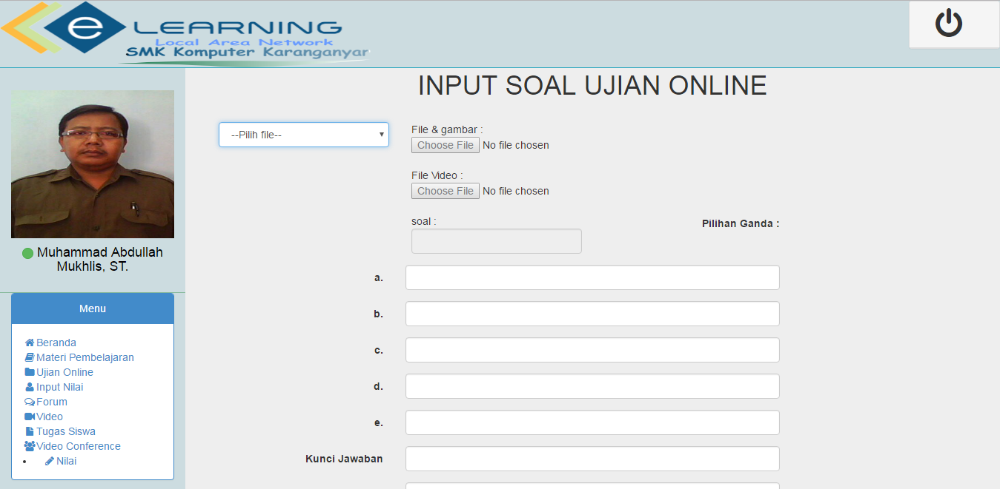 e LEARNING
Local Area Network
SMK Komputer Karanganyar
INPUT SOAL UJIAN ONLINE
--Pilih file--
File & gambar :
Choose File No file chosen
File Video :
Choose File No file chosen
soal :
Pilihan Ganda :
a.
b.
c.
d.
e.
Kunci Jawaban
Muhammad Abdullah
Mukhlis, ST.
Menu
Beranda
Materi Pembelajaran
Ujian Online
Input Nilai
Forum
Video
Tugas Siswa
Video Conference
Nilai